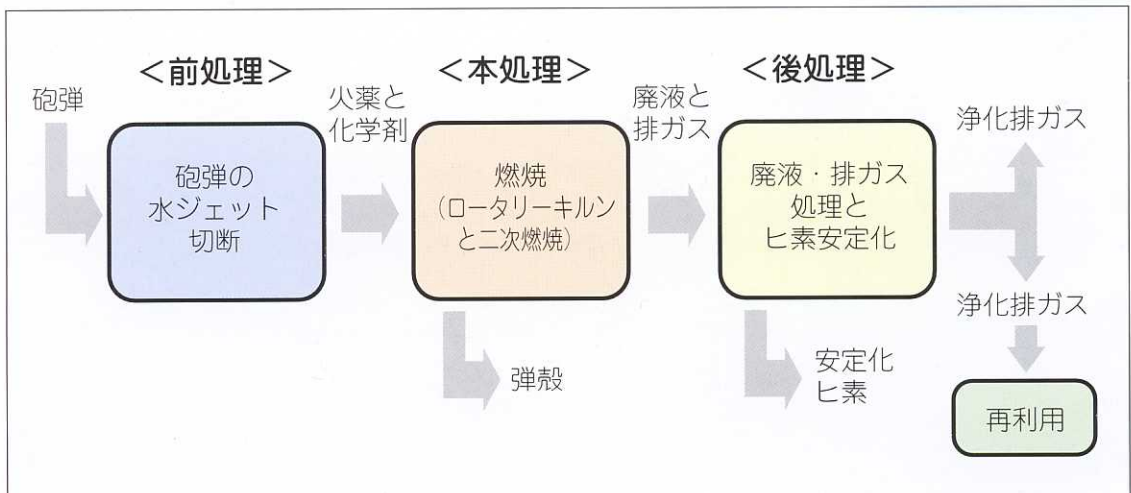 ＜前処理＞
＜本処理＞
＜後処理＞
砲弾
火薬と
化学剤
廃液と
排ガス
浄化排ガス
砲弾の
水ジェット
切断
燃焼
（ロータリーキルン
と二次燃焼）
廃液・排ガス
処理と
ヒ素安定化
浄化排ガス
弾殻
安定化
ヒ素
再利用